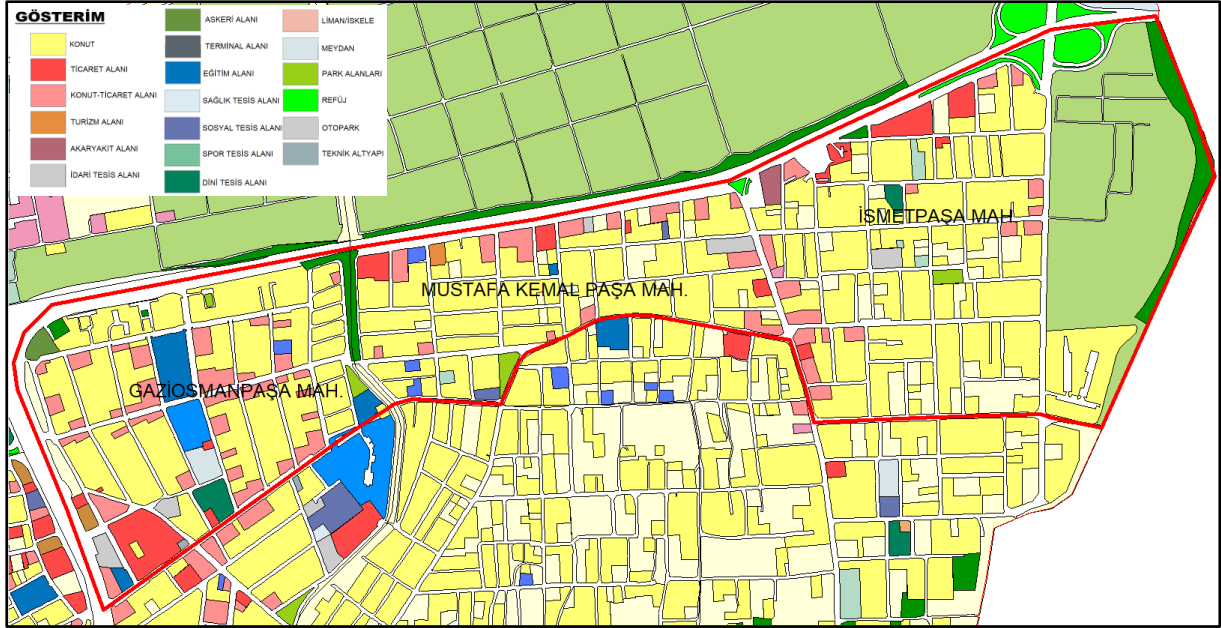 GÖSTERİM
KONUT
TİCARET ALANI
KONUT-TİCARET ALANI
TURİZM ALANI
AKARYAKIT ALANI
İDARİ TESİS ALANI
ASKERİ ALANI
TERMİNAL ALANI
EĞİTİM ALANI
SAĞLIK TESİS ALANI
SOSYAL TESİS ALANI
SPOR TESİS ALANI
DİNİ TESİS ALANI
LİMAN/İSKELE
MEYDAN
PARK ALANLARI
REFÜJ
OTOPARK
TEKNİK ALTYAPI
İSMETPAŞA MAH.
MUSTAFA KEMAL PAŞA MAH.
GAZİOSMANPAŞA MAH.